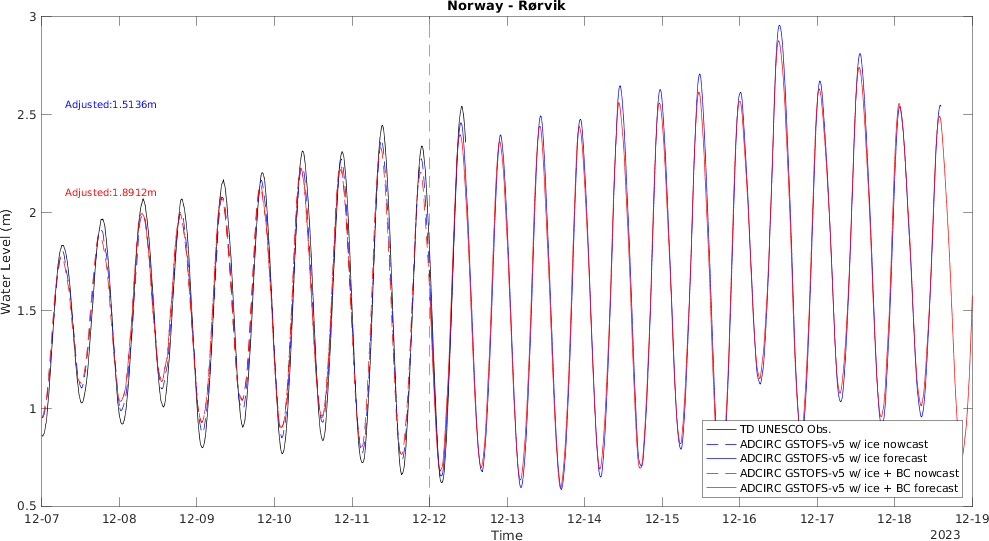 Norway - Rørvik
3
2.5
2
1.5
1
0.5
Water Level (m)
Adjusted:1.5136m
Adjusted:1.8912m
TD UNESCO Obs.
ADCIRC GSTOFS-v5 w/ ice nowcast
ADCIRC GSTOFS-v5 w/ ice forecast
ADCIRC GSTOFS-v5 w/ ice + BC nowcast
ADCIRC GSTOFS-v5 w/ ice + BC forecast
12-07 12-08 12-09 12-10 12-11 12-12 12-13 12-14 12-15 12-16 12-17 12-18 12-19
Time
2023